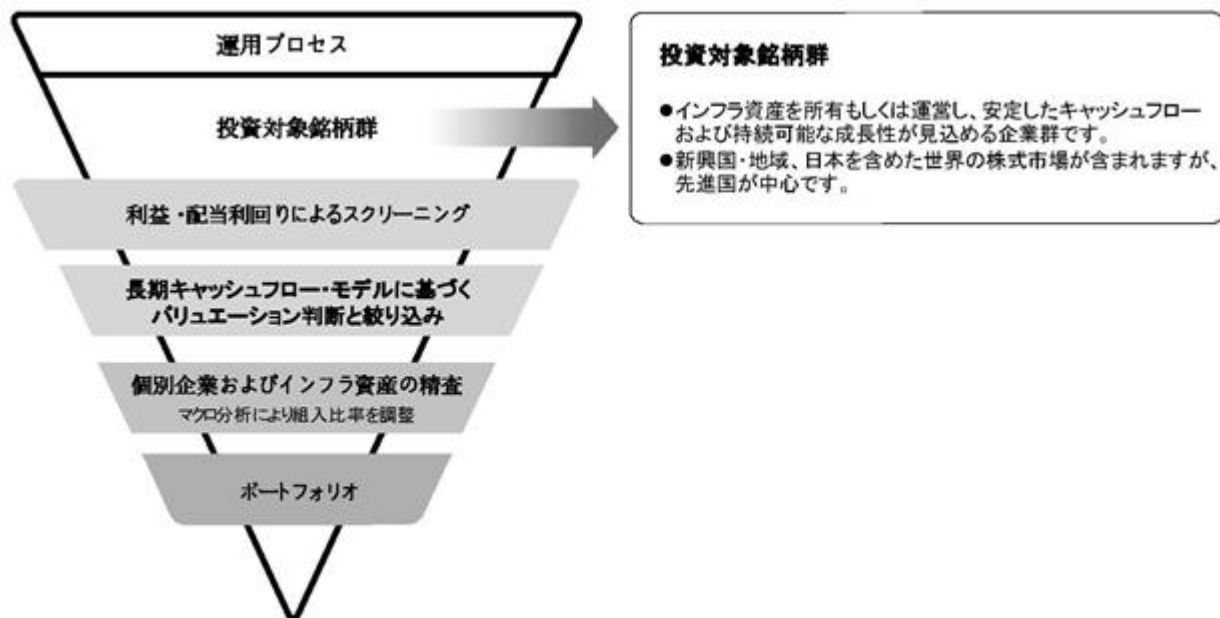 運用プロセス
投資対象銘柄群
利益・配当利回りによるスクリーニング
長期キャッシュフロー・モデルに基づく
バリュエーション判断と絞り込み
個別企業およびインフラ資産の精査
マクロ分析により組入比率を調整
ポートフォリオ
投資対象銘柄群
●インフラ資産を所有もしくは運営し、安定したキャッシュフロー
および持続可能な成長性が見込める企業群です。
●新興国・地域、日本を含めた世界の株式市場が含まれますが、
先進国が中心です。